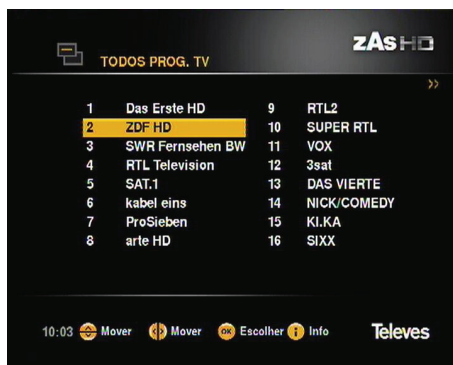 zAs HD
TODOS PROG. TV
>>
1 Das Erste HD
2 ZDF HD
3 SWR Fernsehen BW
4 RTL Television
5 SAT.1
6 kabel eins
7 ProSieben
8 arte HD
9 RTL2
10 SUPER RTL
11 VOX
12 3sat
13 DAS VIERTE
14 NICK/COMEDY
15 KI.KA
16 SIXX
10:03 Mover Mover OK Escolher i Info Televes